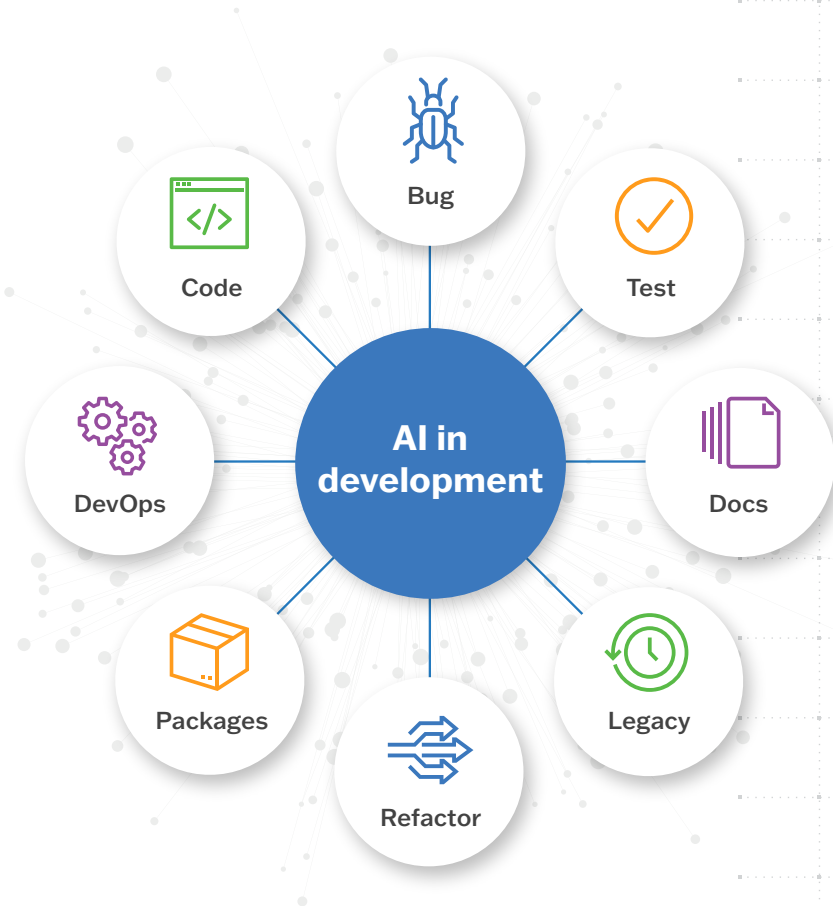 Bug
Code
Test
AI in
development
DevOps
Docs
Packages
Legacy
Refactor